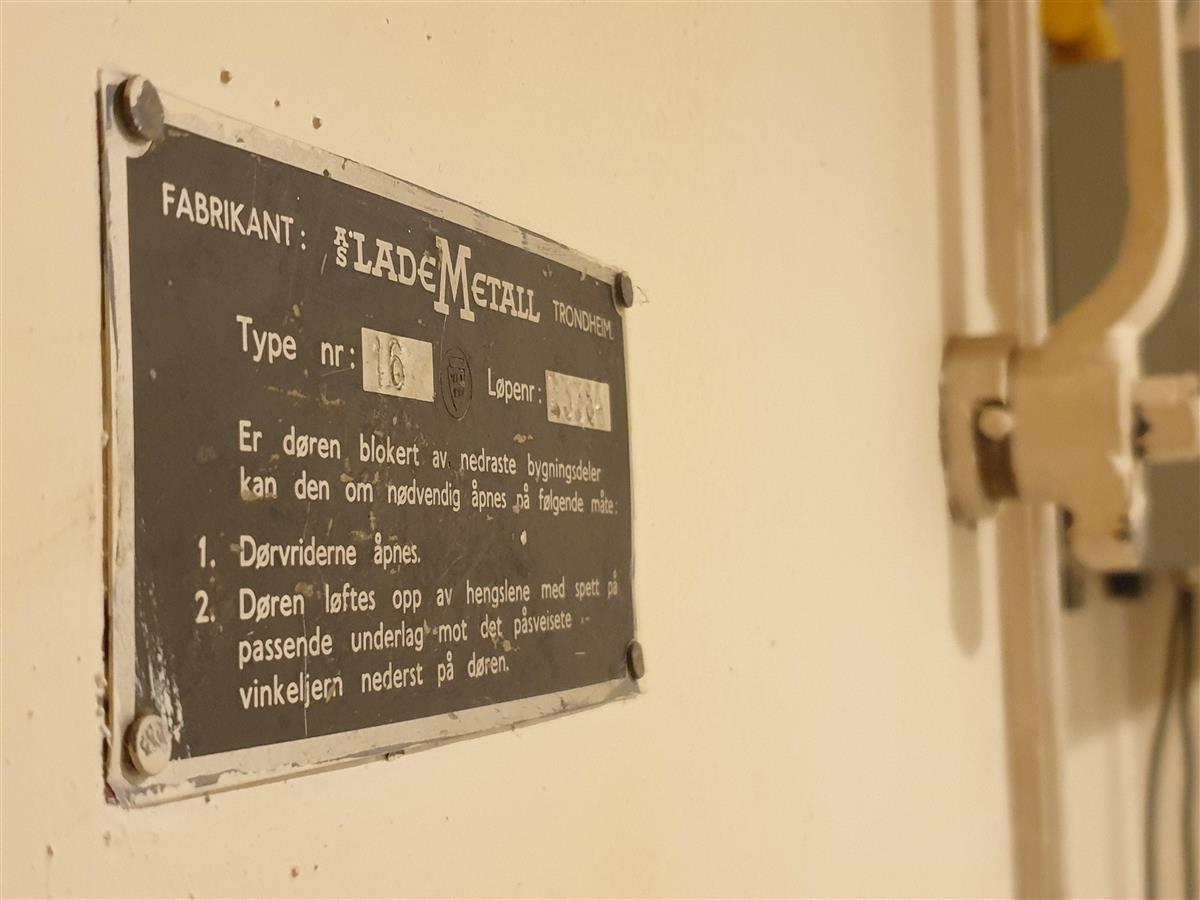 FABRIKANT: A/S LADE METALL TRONDHEIM.
Type nr: 16 Løpenr:
Er døren blokert av nedraste bygningsdeler
kan den om nødvendig åpnes på følgende måte:
1. Dørvriderne åpnes.
2. Døren løftes opp av hengslene med spett på
passende underlag mot det påsveisete
vinkeljern nederst på døren.